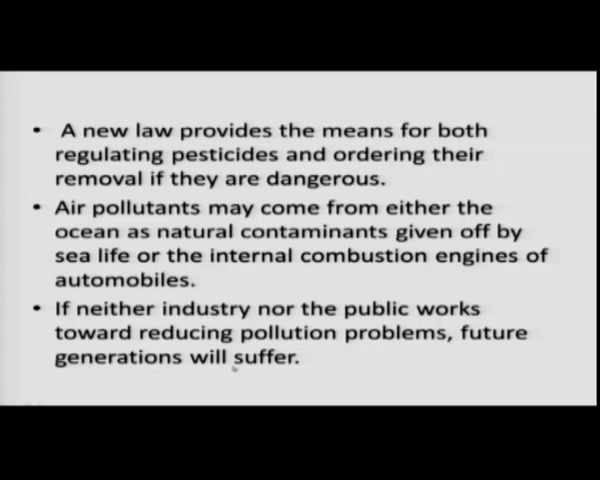 • A new law provides the means for both
regulating pesticides and ordering their
removal if they are dangerous.
• Air pollutants may come from either the
ocean as natural contaminants given off by
sea life or the internal combustion engines of
automobiles.
• If neither industry nor the public works
toward reducing pollution problems, future
generations will suffer.